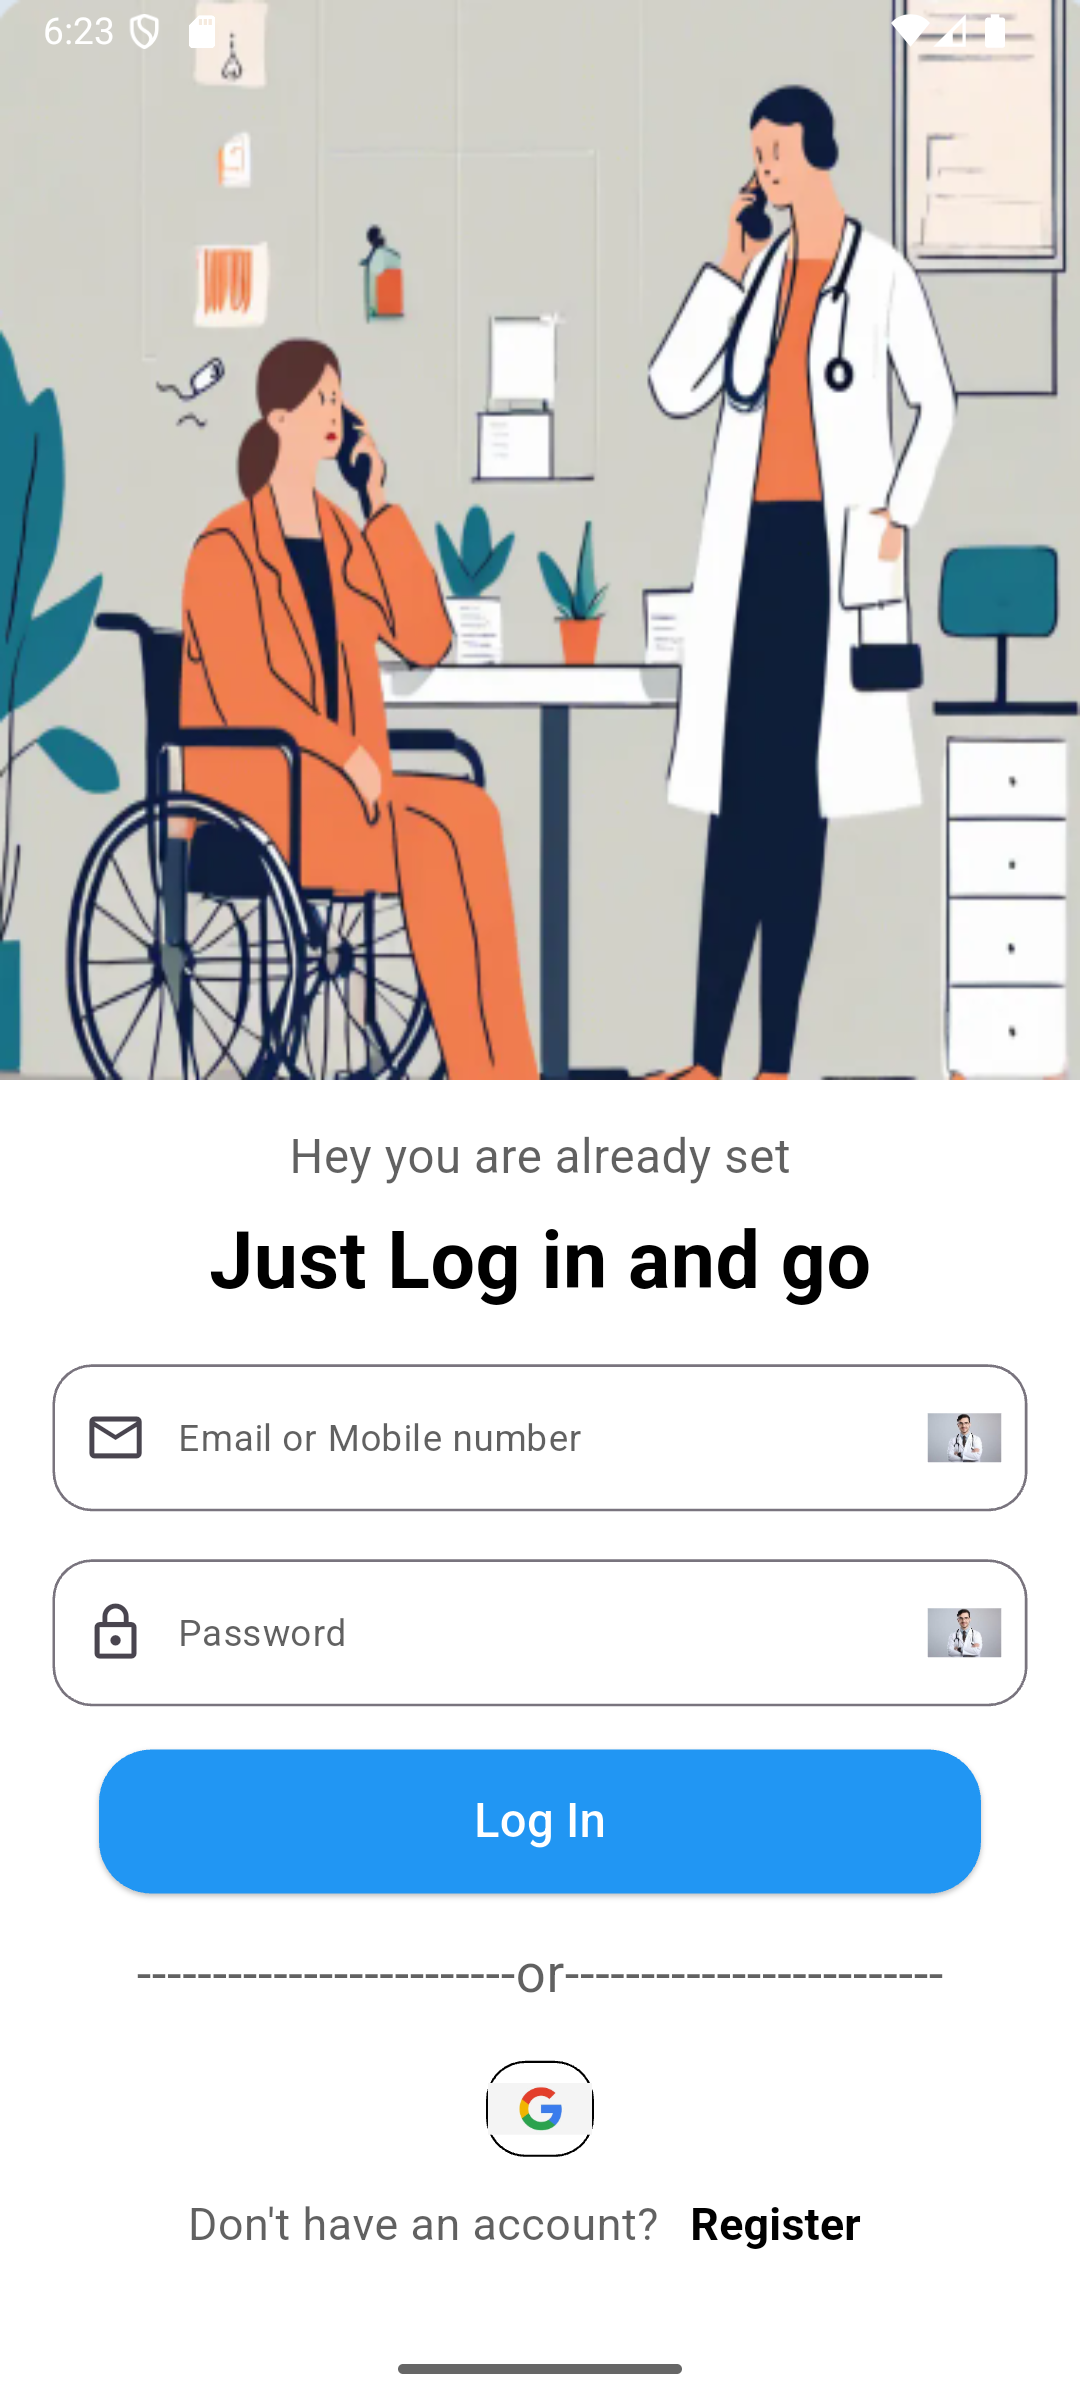 6:23
Hey you are already set
Just Log in and go
Email or Mobile number
Password
Log In
-------------------------or-------------------------
Don't have an account? Register